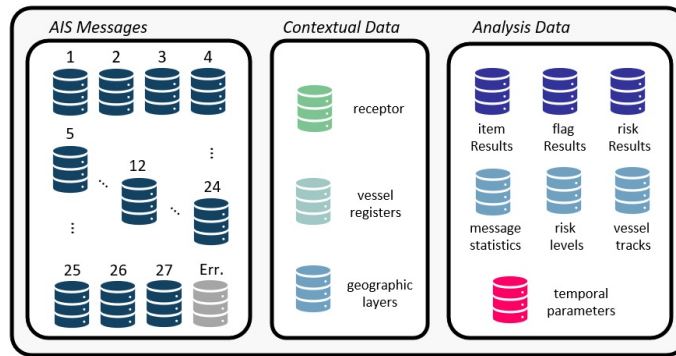 AIS Messages
1 2 3 4
5
...
12
...
...
24
...
25 26 27 Err.
Contextual Data
receptor
vessel
registers
geographic
layers
Analysis Data
item
Results
flag
Results
risk
Results
message
statistics
risk
levels
vessel
tracks
temporal
parameters